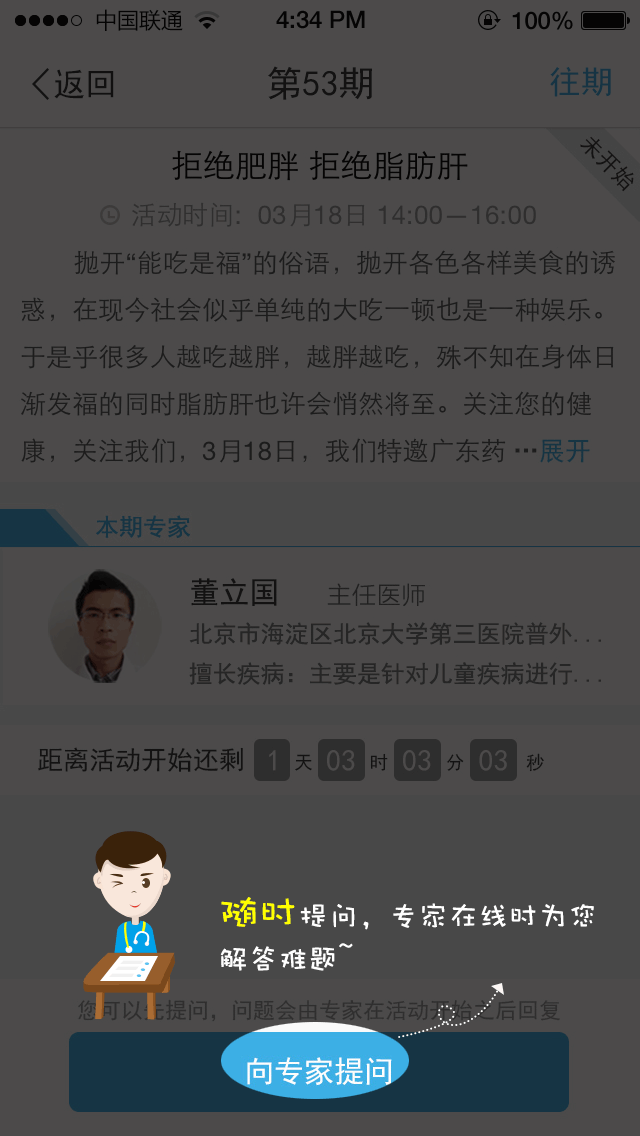 中国联通 4:34 PM 100%
返回 第53期 往期
未开始
拒绝肥胖 拒绝脂肪肝
活动时间：03月18日 14:00—16:00
抛开“能吃是福”的俗语，抛开各色各样美食的诱
惑，在现今社会似乎单纯的大吃一顿也是一种娱乐。
于是乎很多人越吃越胖，越胖越吃，殊不知在身体日
渐发福的同时脂肪肝也许会悄然将至。关注您的健
康，关注我们，3月18日，我们特邀广东药 …展开
本期专家
董立国 主任医师
北京市海淀区北京大学第三医院普外...
擅长疾病：主要是针对儿童疾病进行...
距离活动开始还剩 1 天 03 时 03 分 03 秒
随时提问，专家在线时为您
解答难题~
您可以先提问，问题会由专家在活动开始之后回复
向专家提问